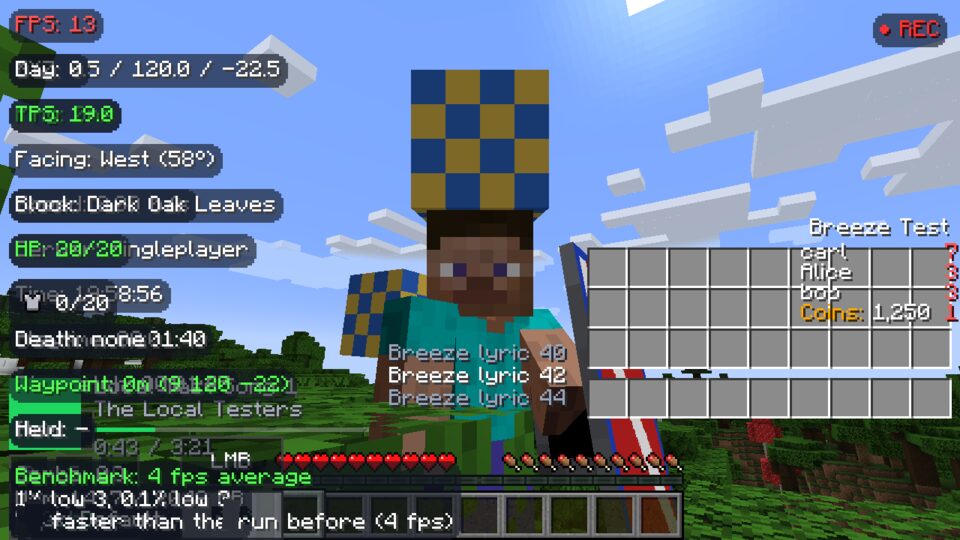 FPS: 13
REC
Day: 0.5 / 120.0 / -22.5
TPS: 19.0
Facing: West (58°)
Block: Dark Oak Leaves
Breeze Test
HP: 20/20 ingleplayer
carl 7
Alice 3
bob 3
Coins: 1,250 1
Time: 58:56
0/20
Death: none 01:40
Breeze lyric 40
Breeze lyric 42
Breeze lyric 44
Waypoint: 0m (9 120 -22)
The Local Testers
Held: -
0:43 / 3:21
LMB
Benchmark: 4 fps average
1% low 3, 0.1% low
faster than the run before (4 fps)